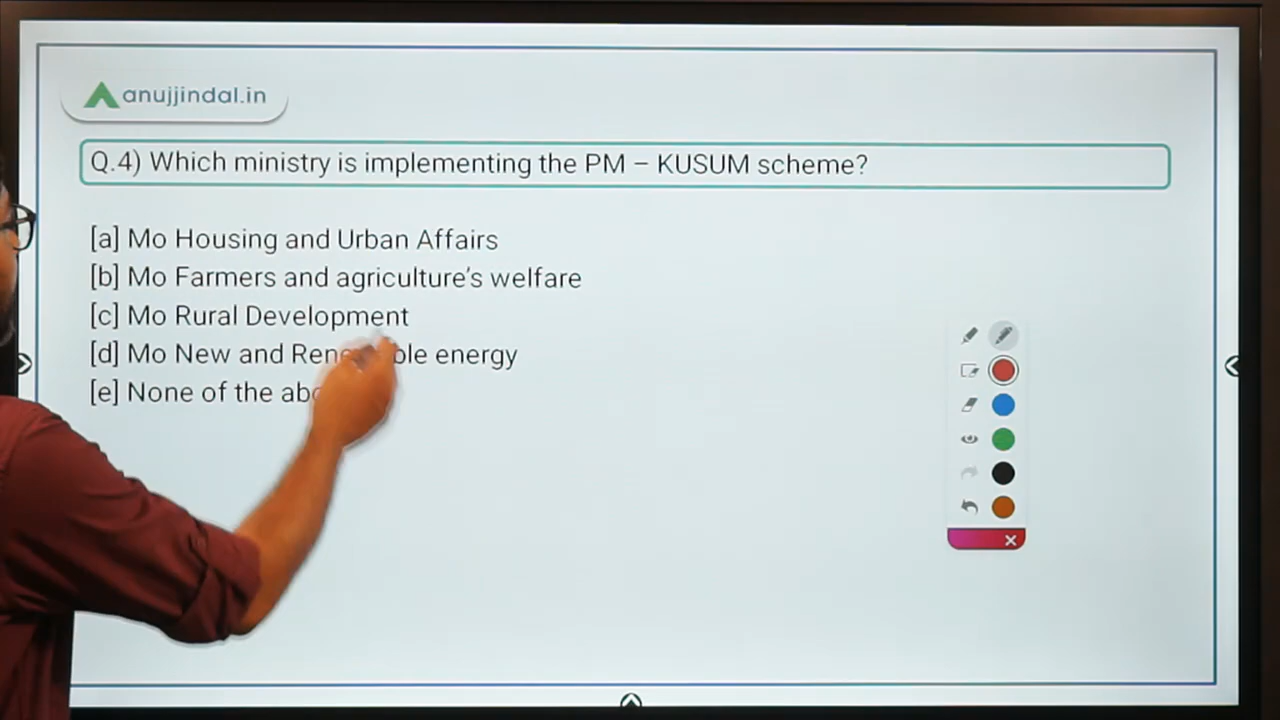 anujjindal.in
Q.4) Which ministry is implementing the PM – KUSUM scheme?
[a] Mo Housing and Urban Affairs
[b] Mo Farmers and agriculture's welfare
[c] Mo Rural Development
[d] Mo New and energy
[e] None of the